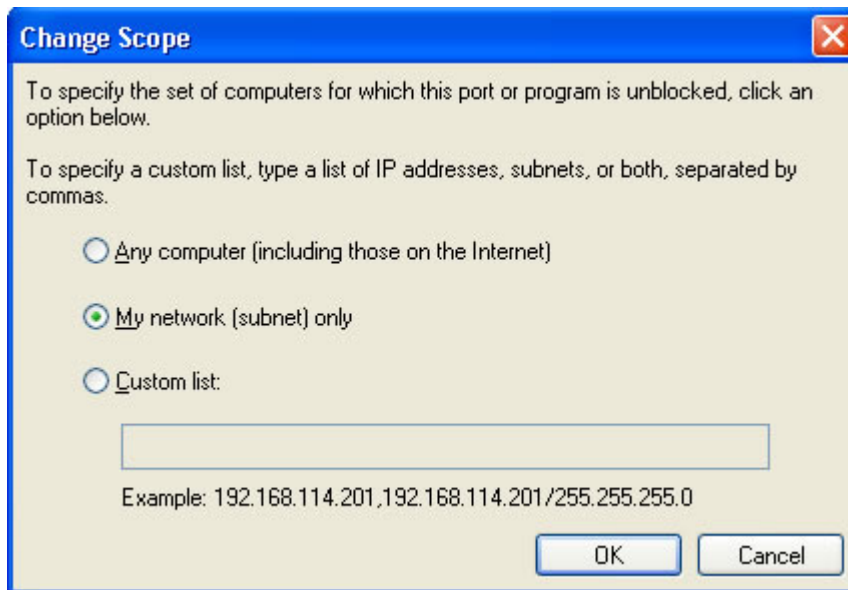 Change Scope
To specify the set of computers for which this port or program is unblocked, click an
option below.
To specify a custom list, type a list of IP addresses, subnets, or both, separated by
commas.
Any computer (including those on the Internet)
My network (subnet) only
Custom list:
Example: 192.168.114.201,192.168.114.201/255.255.255.0
OK Cancel